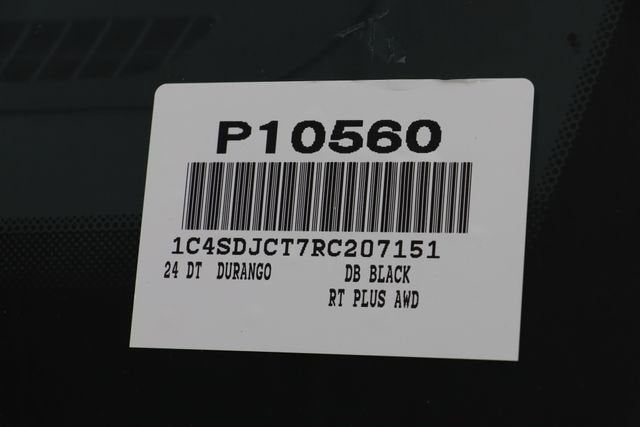 P10560
1C4SDJCT7RC207151
24 DT DURANGO DB BLACK
RT PLUS AWD